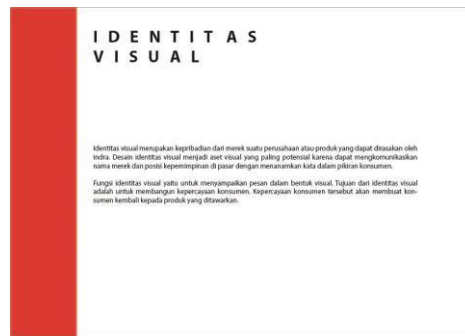 IDENTITAS
VISUAL
Identitas visual merupakan kepribadian dari merek suatu perusahaan atau produk yang dapat dirasakan oleh
indra. Desain identitas visual menjadi aset visual yang paling potensial karena dapat mengkomunikasikan
nama merek dan posisi kepemimpinan di pasar dengan menanamkan kata dalam pikiran konsumen.
Fungsi identitas visual yaitu untuk menyampaikan pesan dalam bentuk visual. Tujuan dari identitas visual
adalah untuk membangun kepercayaan konsumen. Kepercayaan konsumen tersebut akan membuat kon-
sumen kembali kepada produk yang ditawarkan.